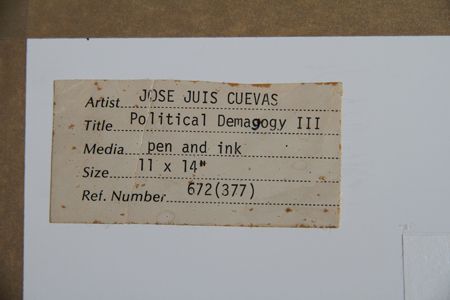 Artist JOSE JUIS CUEVAS
Title Political Demagogy III
Media pen and ink
Size 11 x 14"
Ref. Number 672(377)